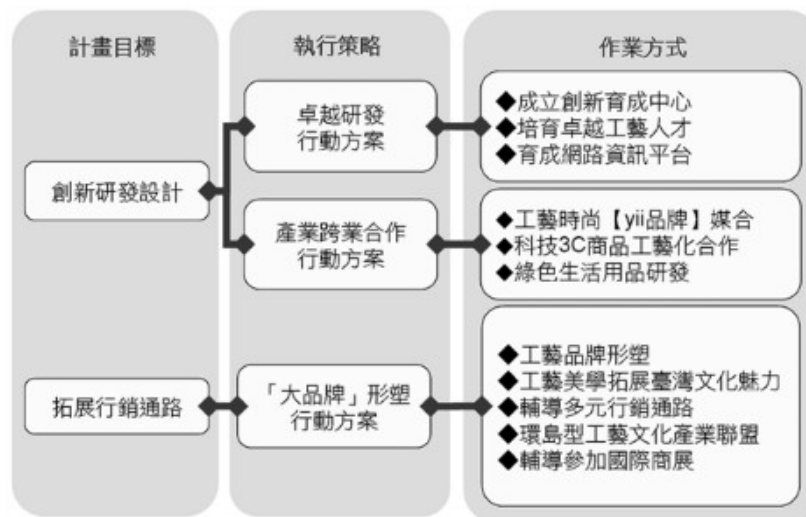 計畫目標
執行策略
作業方式
創新研發設計
卓越研發
行動方案
◆成立創新育成中心
◆培育卓越工藝人才
◆育成網路資訊平台
產業跨業合作
行動方案
◆工藝時尚【yii品牌】媒合
◆科技3C商品工藝化合作
◆綠色生活用品研發
拓展行銷通路
「大品牌」形塑
行動方案
◆工藝品牌形塑
◆工藝美學拓展臺灣文化魅力
◆輔導多元行銷通路
◆環島型工藝文化產業聯盟
◆輔導參加國際商展